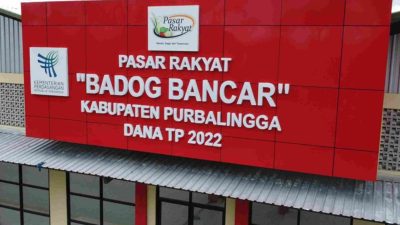 Pasar
Rakyat
KEMENTERIAN
PERDAGANGAN
PASAR RAKYAT
"BADOG BANCAR"
KABUPATEN PURBALINGGA
DANA TP 2022